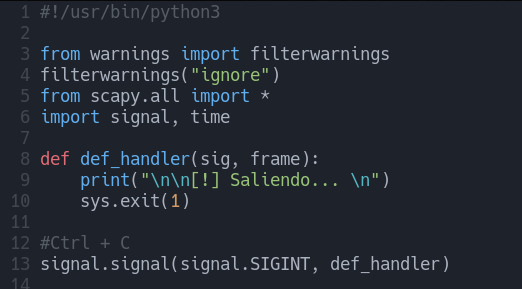 1 #!/usr/bin/python3
2
3 from warnings import filterwarnings
4 filterwarnings("ignore")
5 from scapy.all import *
6 import signal, time
7
8 def def_handler(sig, frame):
9     print("\n\n[!] Saliendo... \n")
10     sys.exit(1)
11
12 #Ctrl + C
13 signal.signal(signal.SIGINT, def_handler)
14